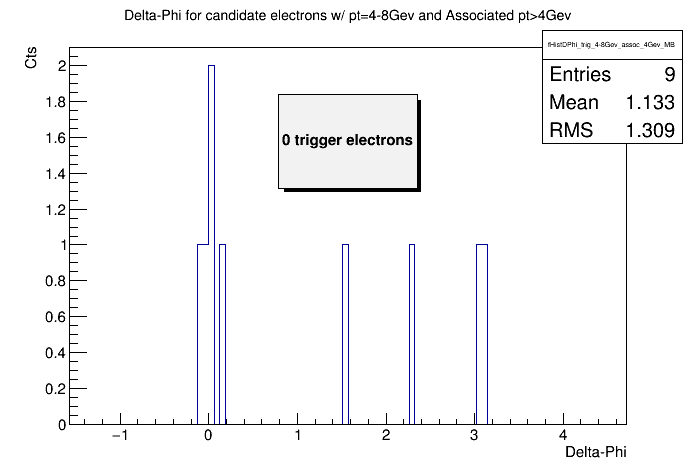 Delta-Phi for candidate electrons w/ pt=4-8Gev and Associated pt>4Gev
fHistDPhi_trig_4-8Gev_assoc_4Gev_MB
Entries 9
Mean 1.133
RMS 1.309
Cts
2
1.8
1.6
1.4
1.2
1
0.8
0.6
0.4
0.2
0
0 trigger electrons
−1 0 1 2 3 4
Delta-Phi